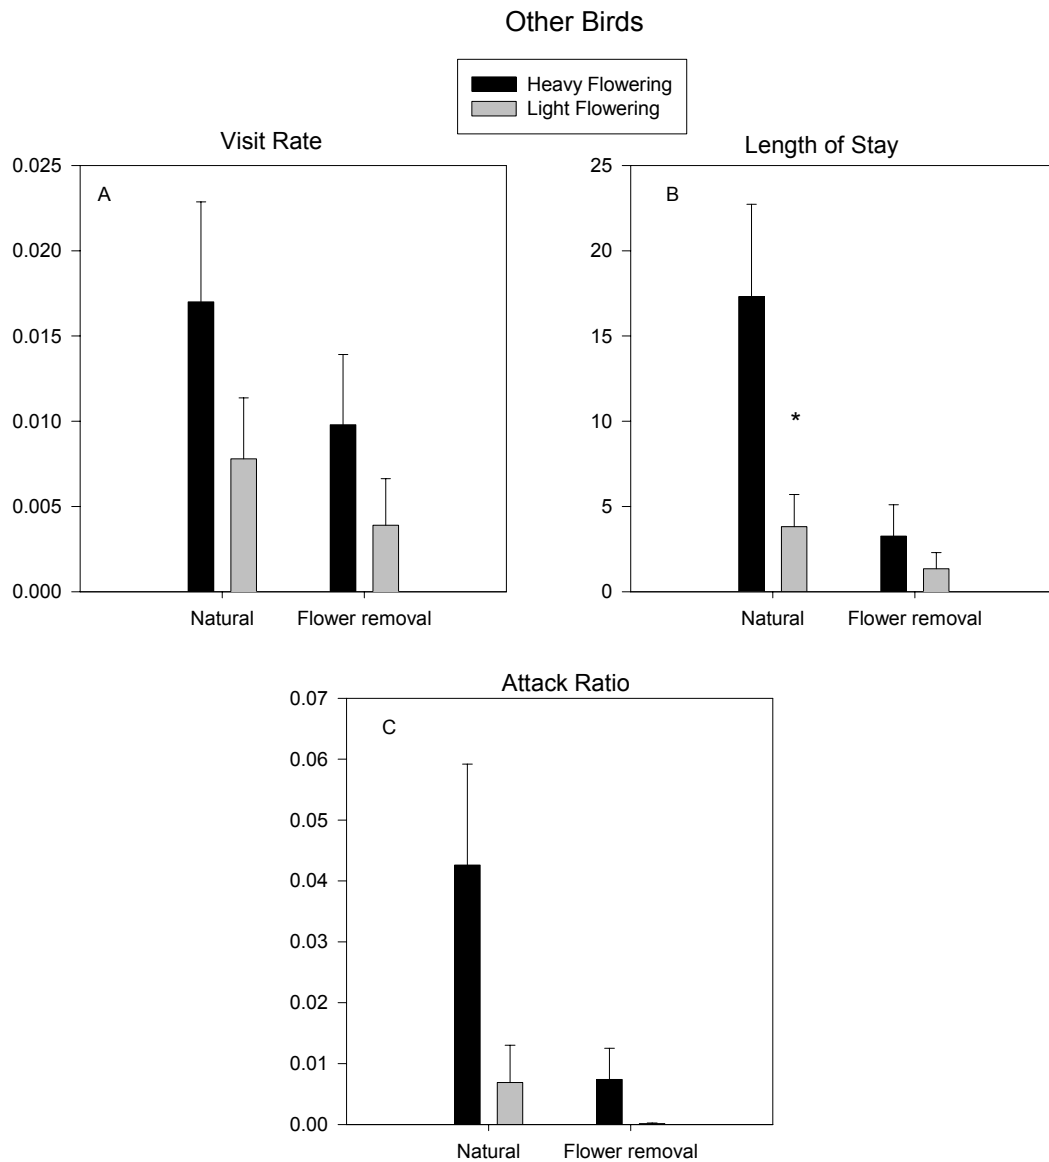 Other Birds
Heavy Flowering
Light Flowering
Visit Rate
A
0.025
0.020
0.015
0.010
0.005
0.000
Natural
Flower removal
Length of Stay
B
25
20
15
10
5
0
*
Natural
Flower removal
Attack Ratio
C
0.07
0.06
0.05
0.04
0.03
0.02
0.01
0.00
Natural
Flower removal